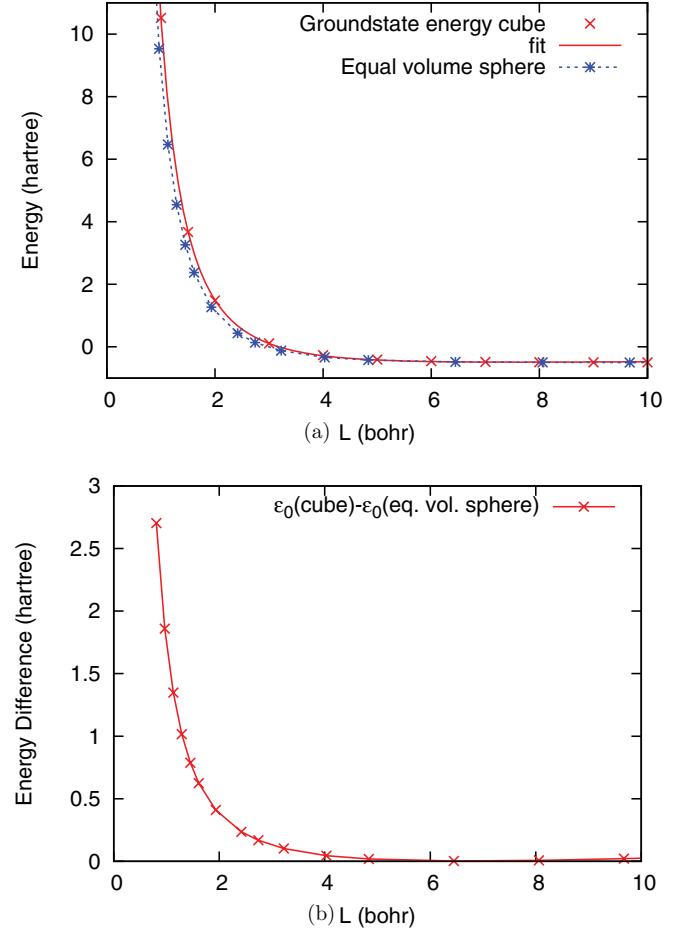 Groundstate energy cube
fit
Equal volume sphere
Energy (hartree)
10
8
6
4
2
0
0 2 4 6 8 10
(a) L (bohr)
ε₀(cube)-ε₀(eq. vol. sphere)
Energy Difference (hartree)
3
2.5
2
1.5
1
0.5
0
0 2 4 6 8 10
(b) L (bohr)